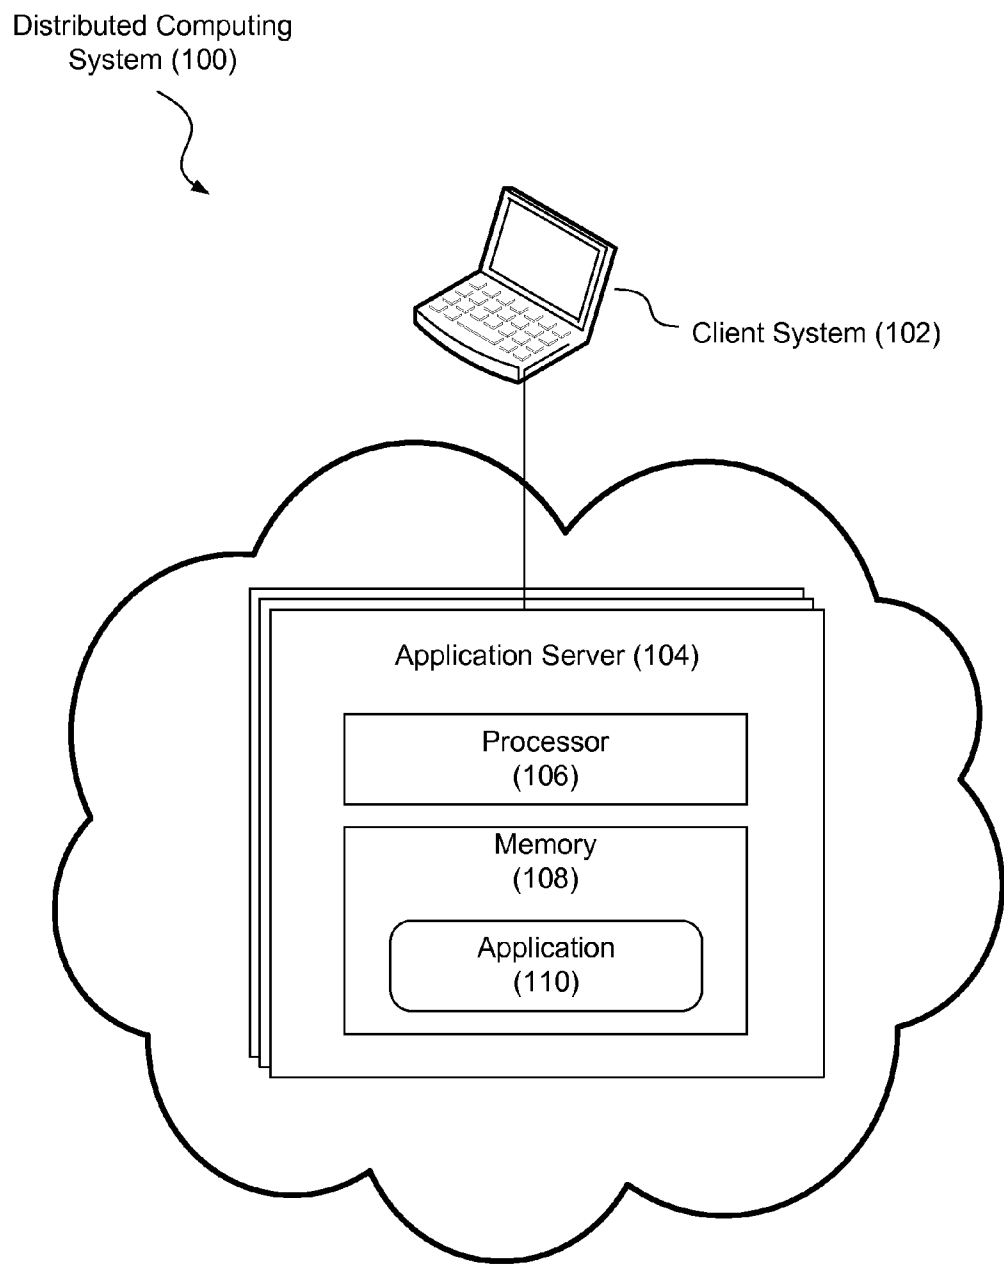 Distributed Computing
System (100)
Client System (102)
Application Server (104)
Processor
(106)
Memory
(108)
Application
(110)